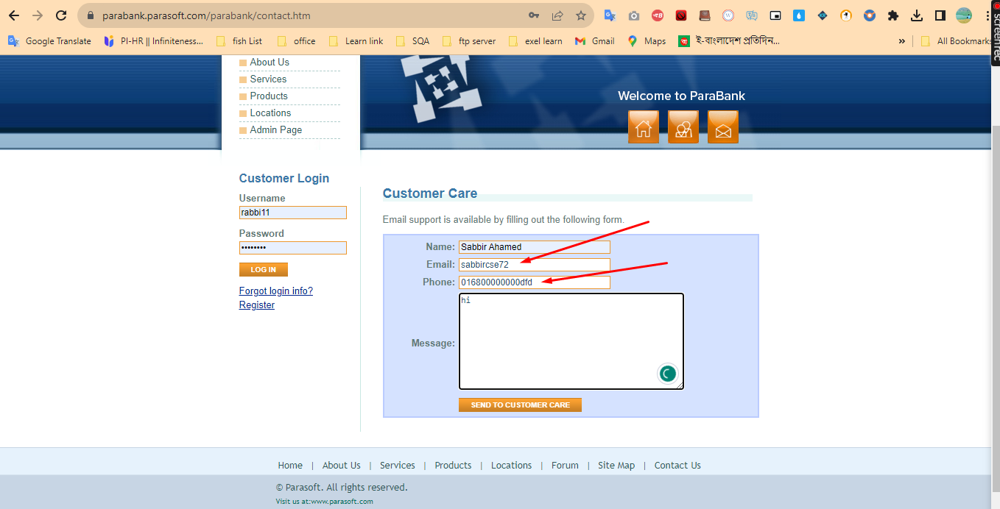 parabank.parasoft.com/parabank/contact.htm
Google Translate PI-HR || Infiniteness... fish List office Learn link SQA ftp server exel learn Gmail Maps ই-বাংলাদেশ প্রতিদিন... » All Bookmarks
screenrec
About Us
Services
Products
Locations
Admin Page
Welcome to ParaBank
Customer Login
Username
rabbi11
Password
••••••••
LOG IN
Forgot login info?
Register
Customer Care
Email support is available by filling out the following form.
Name: Sabbir Ahamed
Email: sabbircse72
Phone: 016800000000dfd
Message: hi
SEND TO CUSTOMER CARE
Home | About Us | Services | Products | Locations | Forum | Site Map | Contact Us
© Parasoft. All rights reserved.
Visit us at:www.parasoft.com